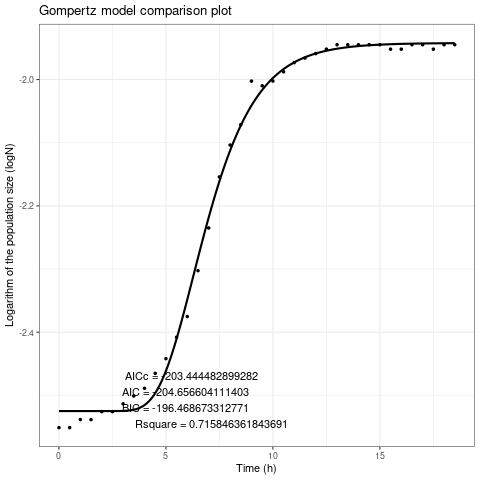 Gompertz model comparison plot
Logarithm of the population size (logN)
-2.0
-2.2
-2.4
AICc = -203.444482899282
AIC = -204.656604111403
BIC = -196.468673312771
Rsquare = 0.715846361843691
0 5 10 15
Time (h)